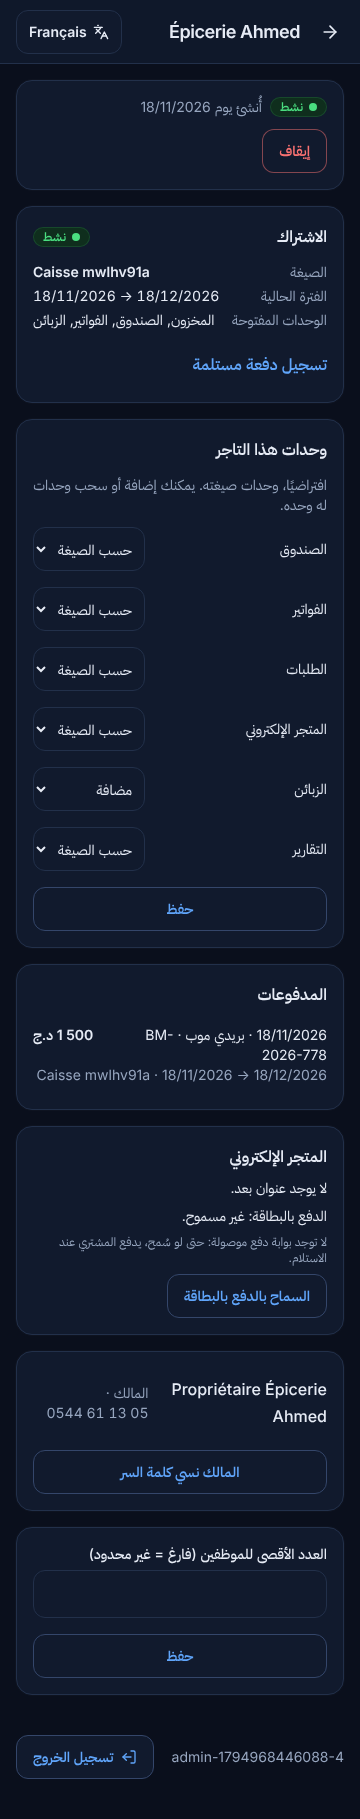 Épicerie Ahmed
Français
نشط
أُنشئ يوم 18/11/2026
إيقاف
الاشتراك
نشط
الصيغة
Caisse mwlhv91a
الفترة الحالية
18/11/2026 → 18/12/2026
الوحدات المفتوحة
المخزون, الصندوق, الفواتير, الزبائن
تسجيل دفعة مستلمة
وحدات هذا التاجر
افتراضيًا، وحدات صيغته. يمكنك إضافة أو سحب وحدات
له وحده.
الصندوق
حسب الصيغة
الفواتير
حسب الصيغة
الطلبات
حسب الصيغة
المتجر الإلكتروني
حسب الصيغة
الزبائن
مضافة
التقارير
حسب الصيغة
حفظ
المدفوعات
18/11/2026 · بريدي موب · BM-
2026-778
1 500 د.ج
Caisse mwlhv91a · 18/11/2026 → 18/12/2026
المتجر الإلكتروني
لا يوجد عنوان بعد.
الدفع بالبطاقة: غير مسموح.
لا توجد بوابة دفع موصولة: حتى لو سُمح، يدفع المشتري عند
الاستلام.
السماح بالدفع بالبطاقة
Propriétaire Épicerie
Ahmed
المالك ·
0544 61 13 05
المالك نسي كلمة السر
العدد الأقصى للموظفين (فارغ = غير محدود)
حفظ
admin-1794968446088-4
تسجيل الخروج